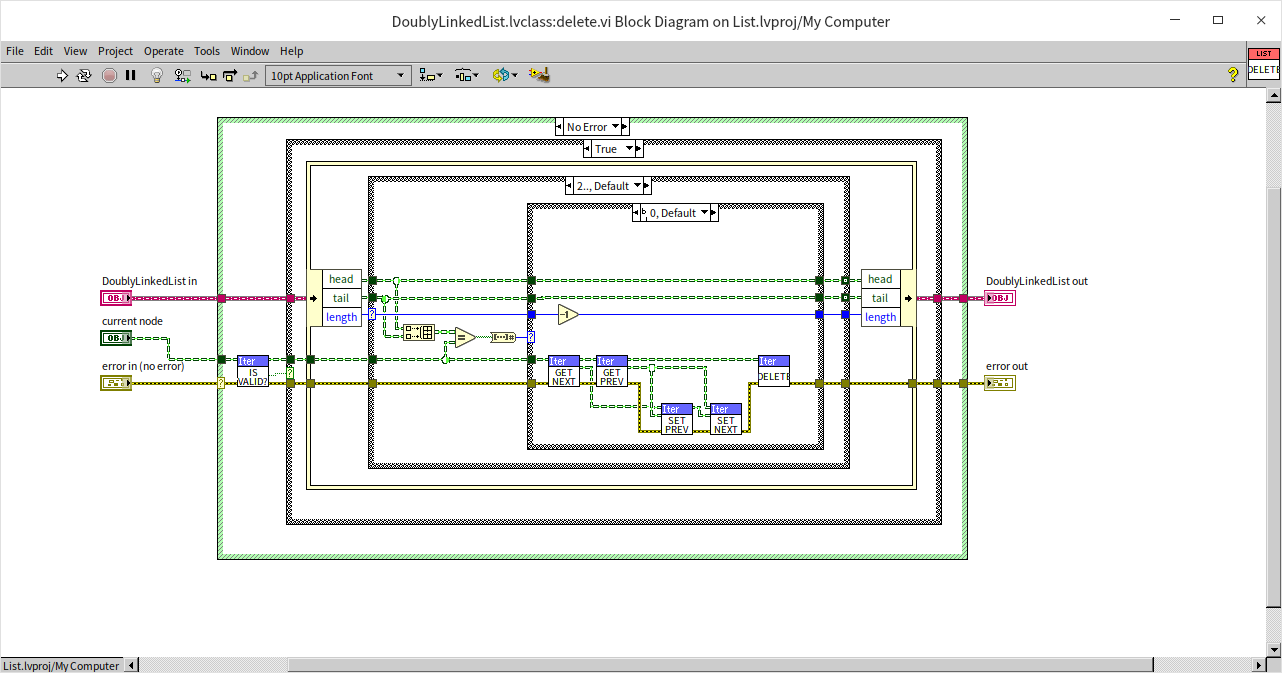 DoublyLinkedList.lvclass:delete.vi Block Diagram on List.lvproj/My Computer
File Edit View Project Operate Tools Window Help
LIST
DELETE
10pt Application Font
?
No Error
True
2.., Default
0, Default
DoublyLinkedList in
OBJ
head
tail
length
?
-1
head
tail
length
DoublyLinkedList out
OBJ
current node
OBJ
=
#
?
error in (no error)
?
Iter
IS
VALID?
?
Iter
GET
NEXT
Iter
GET
PREV
Iter
DELETE
Iter
SET
PREV
Iter
SET
NEXT
error out
List.lvproj/My Computer